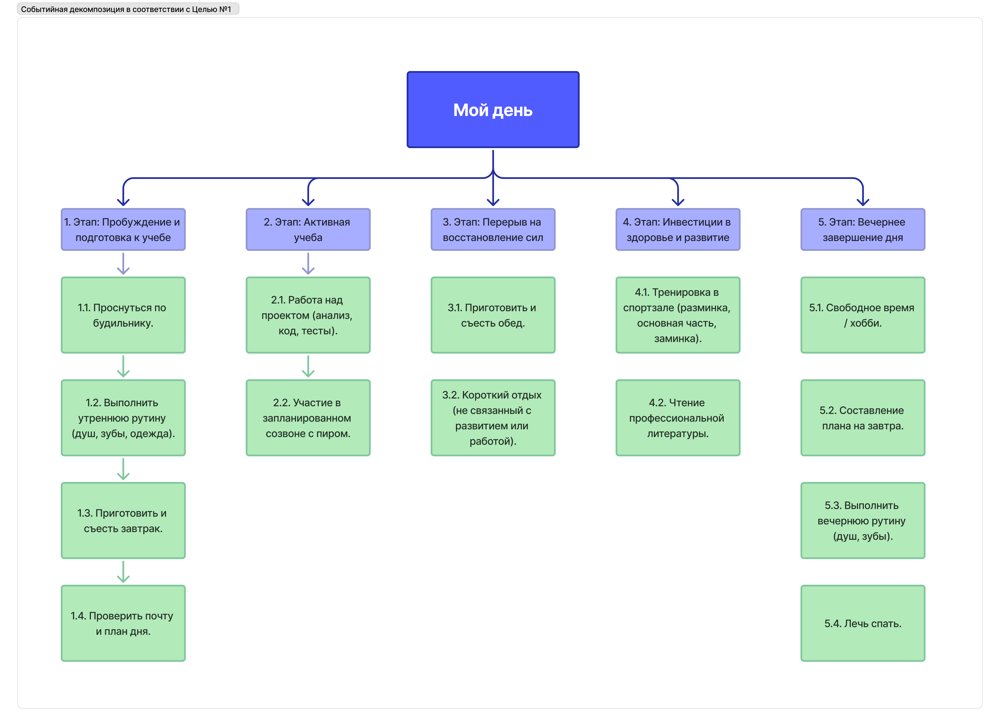 Событийная декомпозиция в соответствии с Целью №1
Мой день
1. Этап: Пробуждение и
подготовка к учебе
2. Этап: Активная
учеба
3. Этап: Перерыв на
восстановление сил
4. Этап: Инвестиции в
здоровье и развитие
5. Этап: Вечернее
завершение дня
1.1. Проснуться по
будильнику.
2.1. Работа над
проектом (анализ,
код, тесты).
3.1. Приготовить и
съесть обед.
4.1. Тренировка в
спортзале (разминка,
основная часть,
заминка).
5.1. Свободное время
/ хобби.
1.2. Выполнить
утреннюю рутину
(душ, зубы, одежда).
2.2. Участие в
запланированном
созвоне с пиром.
3.2. Короткий отдых
(не связанный с
развитием или
работой).
4.2. Чтение
профессиональной
литературы.
5.2. Составление
плана на завтра.
1.3. Приготовить и
съесть завтрак.
5.3. Выполнить
вечернюю рутину
(душ, зубы).
1.4. Проверить почту
и план дня.
5.4. Лечь спать.